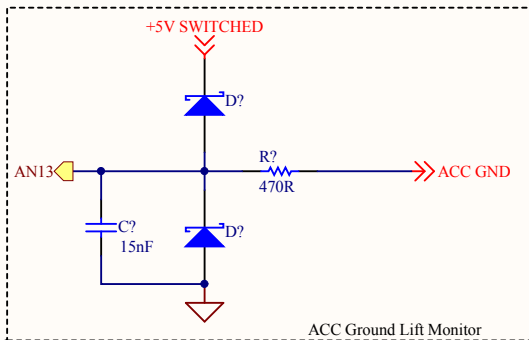 +5V SWITCHED
D?
R?
AN13
ACC GND
470R
C?
D?
15nF
ACC Ground Lift Monitor